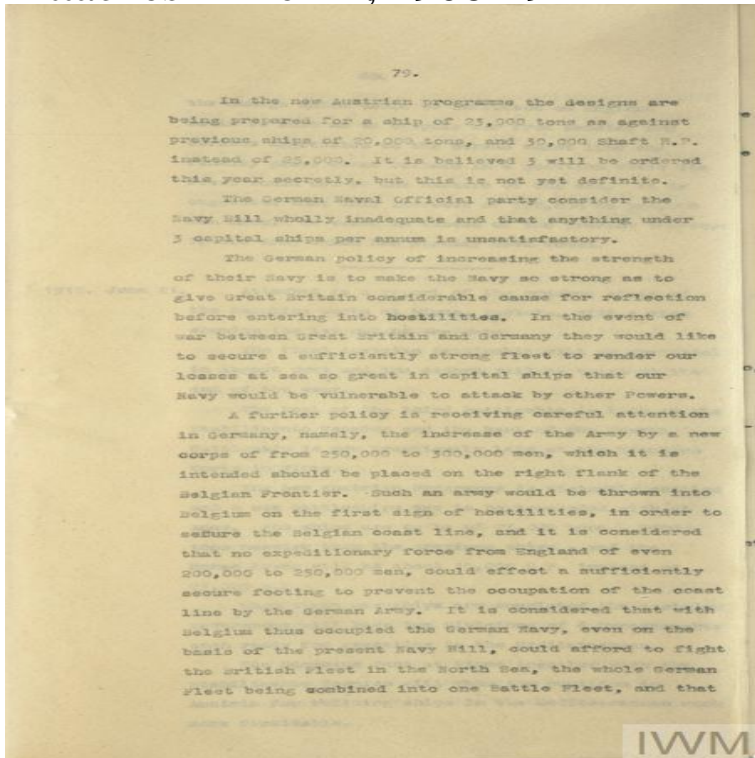 79.
In the new Austrian programme the designs are
being prepared for a ship of 25,000 tons as against
previous ships of 20,000 tons, and 30,000 Shaft H.P.
instead of 25,000. It is believed 3 will be ordered
this year secretly, but this is not yet definite.
The German Naval Official party consider the
Navy Bill wholly inadequate and that anything under
3 capital ships per annum is unsatisfactory.
The German policy of increasing the strength
of their Navy is to make the Navy so strong as to
give Great Britain considerable cause for reflection
before entering into hostilities. In the event of
war between Great Britain and Germany they would like
to secure a sufficiently strong fleet to render our
losses at sea so great in capital ships that our
Navy would be vulnerable to attack by other Powers.
A further policy is receiving careful attention
in Germany, namely, the increase of the Army by a new
corps of from 250,000 to 300,000 men, which it is
intended should be placed on the right flank of the
Belgian Frontier. Such an army would be thrown into
Belgium on the first sign of hostilities, in order to
secure the Belgian coast line, and it is considered
that no expeditionary force from England of even
200,000 to 250,000 men, could effect a sufficiently
secure footing to prevent the occupation of the coast
line by the German Army. It is considered that with
Belgium thus occupied the German Navy, even on the
basis of the present Navy Bill, could afford to fight
the British Fleet in the North Sea, the whole German
Fleet being combined into one Battle Fleet, and that
IWM